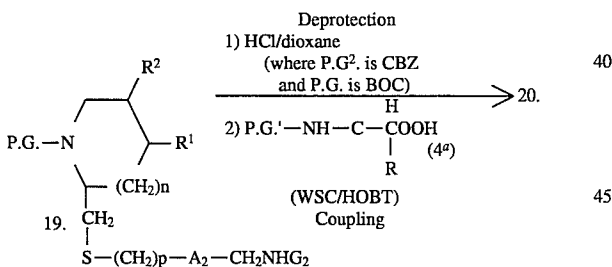 Deprotection
1) HCl/dioxane
(where P.G². is CBZ
and P.G. is BOC)
40
R²
20.
P.G.—N
R¹
2) P.G.'—NH—C—COOH
H
R
(4ᵃ)
(CH₂)n
(WSC/HOBT)
Coupling
45
19.
CH₂
S—(CH₂)p—A₂—CH₂NHG₂